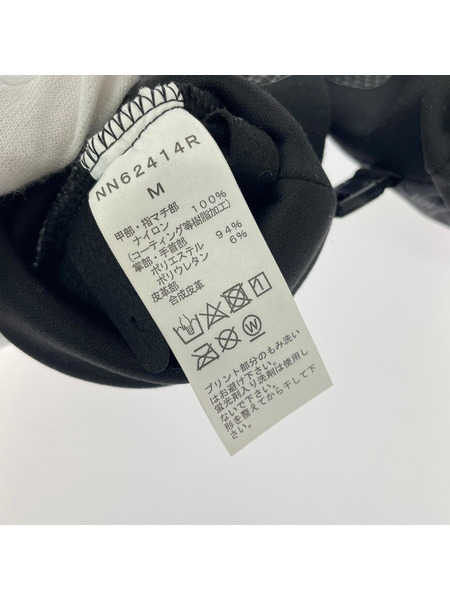 NN62414R
M
甲部・指マチ部
ナイロン 100%
(コーティング等樹脂加工)
掌部・手首部
ポリエステル 94%
ポリウレタン 6%
皮革部
合成皮革
W
プリント部分のもみ洗い
はお避け下さい。
蛍光剤入り洗剤は使用し
ないで下さい。
形を整えてから干して下
さい。